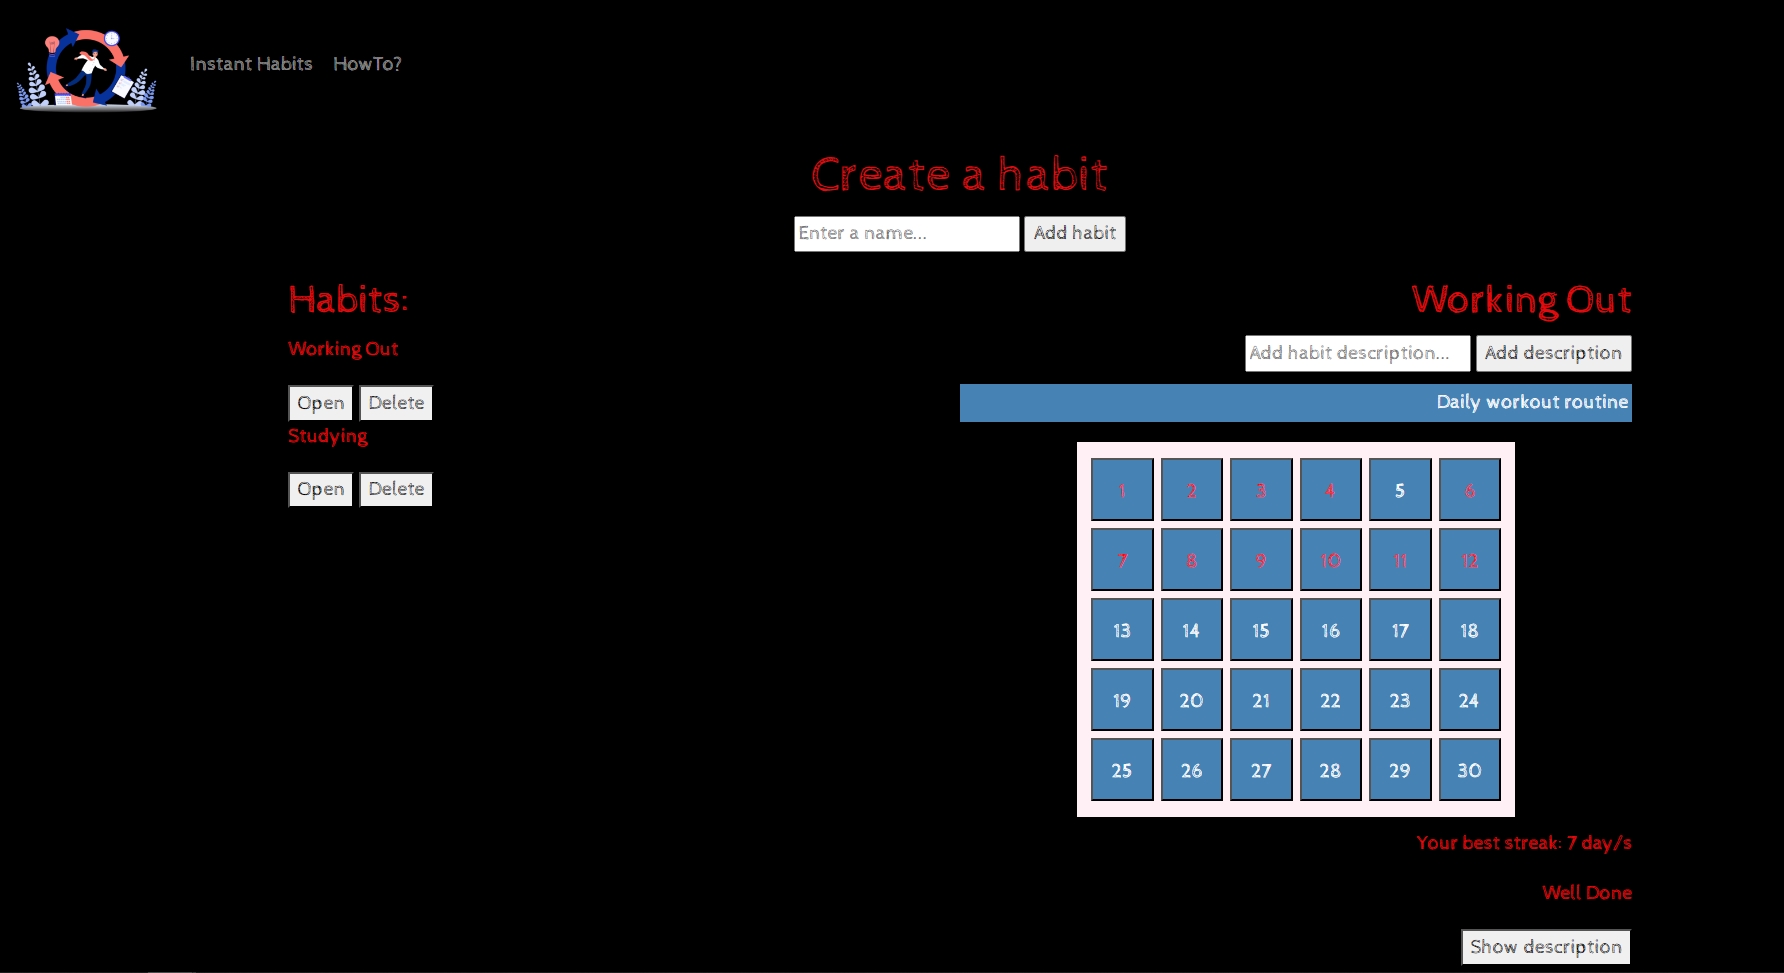 Instant Habits HowTo?
Create a habit
Enter a name... Add habit
Habits:
Working Out
Open Delete
Studying
Open Delete
Working Out
Add habit description... Add description
Daily workout routine
1 2 3 4 5 6
7 8 9 10 11 12
13 14 15 16 17 18
19 20 21 22 23 24
25 26 27 28 29 30
Your best streak: 7 day/s
Well Done
Show description